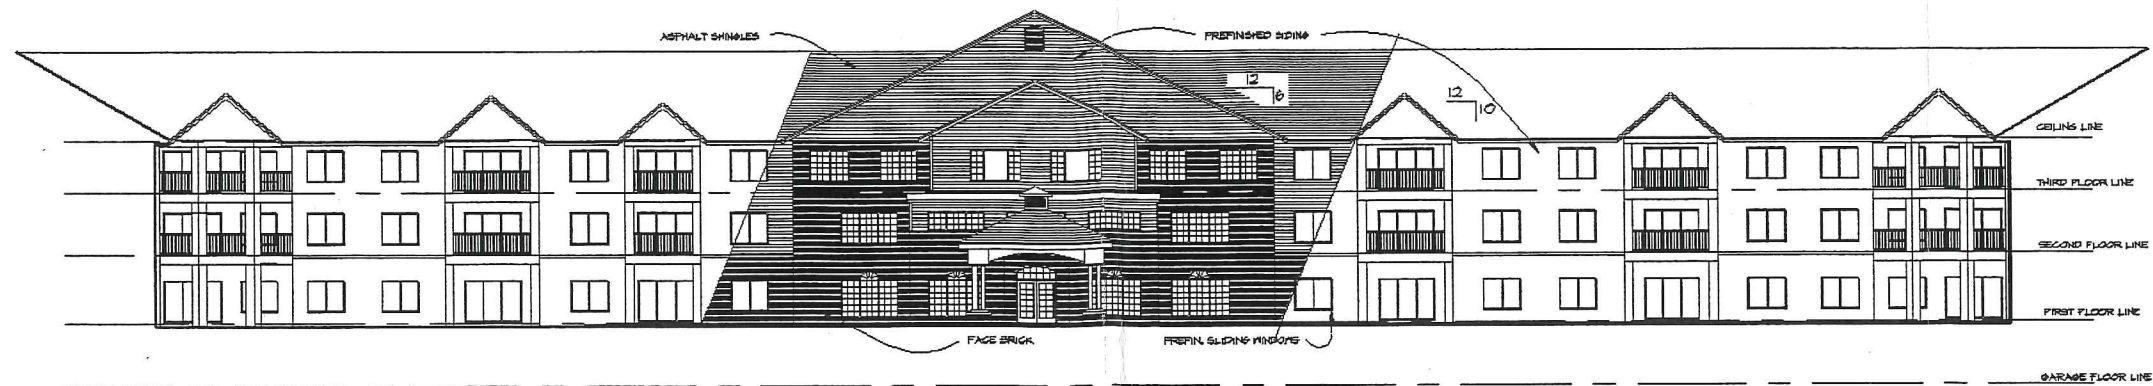 ASPHALT SHINGLES
PREFINISHED SIDING
12
6
12
10
CEILING LINE
THIRD FLOOR LINE
SECOND FLOOR LINE
FIRST FLOOR LINE
FACE BRICK
PREFIN. SLIDING WINDOWS
GARAGE FLOOR LINE